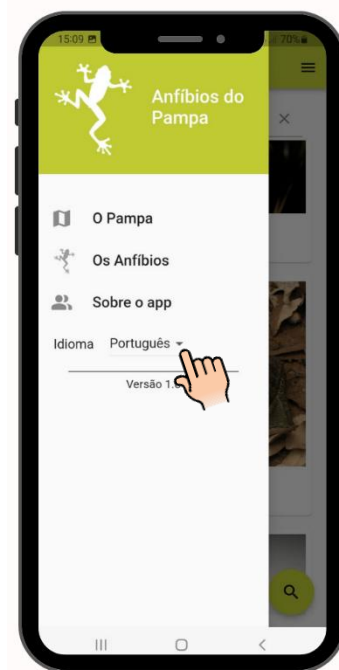 15:09
70%
Anfíbios do
Pampa
O Pampa
Os Anfíbios
Sobre o app
Idioma Português
Versão 1.